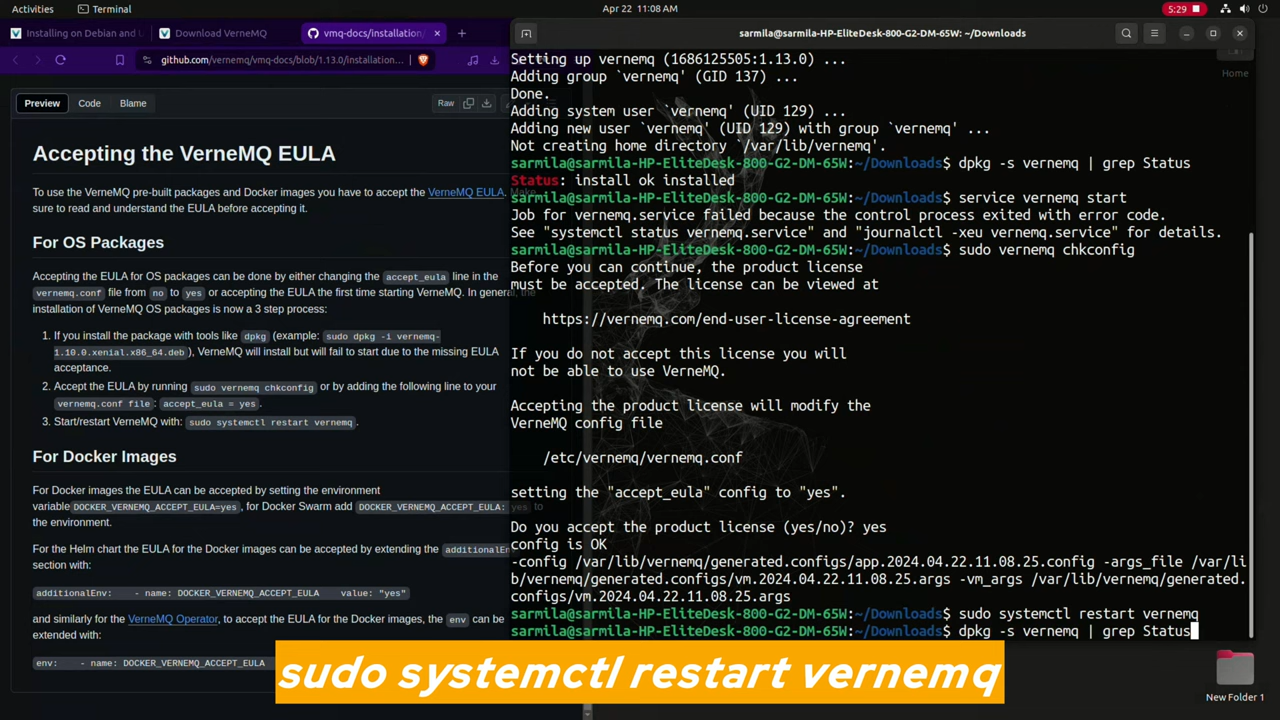 Activities
Terminal
Apr 22 11:08 AM
5:29
Installing on Debian and U
Download VerneMQ
vmq-docs/installation/
github.com/vernemq/vmq-docs/blob/1.13.0/installation...
Preview
Code
Blame
Raw
Accepting the VerneMQ EULA
To use the VerneMQ pre-built packages and Docker images you have to accept the VerneMQ EULA. Make
sure to read and understand the EULA before accepting it.
For OS Packages
Accepting the EULA for OS packages can be done by either changing the accept_eula line in the
vernemq.conf file from no to yes or accepting the EULA the first time starting VerneMQ. In general, the
installation of VerneMQ OS packages is now a 3 step process:
1. If you install the package with tools like dpkg (example: sudo dpkg -i vernemq-
1.10.0.xenial.x86_64.deb), VerneMQ will install but will fail to start due to the missing EULA
acceptance.
2. Accept the EULA by running sudo vernemq chkconfig or by adding the following line to your
vernemq.conf file: accept_eula = yes.
3. Start/restart VerneMQ with: sudo systemctl restart vernemq.
For Docker Images
For Docker images the EULA can be accepted by setting the environment
variable DOCKER_VERNEMQ_ACCEPT_EULA=yes, for Docker Swarm add DOCKER_VERNEMQ_ACCEPT_EULA: to
the environment.
For the Helm chart the EULA for the Docker images can be accepted by extending the additionalEn
section with:
additionalEnv: - name: DOCKER_VERNEMQ_ACCEPT_EULA value: "yes"
and similarly for the VerneMQ Operator, to accept the EULA for the Docker images, the env can be
extended with:
env: - name: DOCKER_VERNEMQ_ACCEPT_EULA
sarmila@sarmila-HP-EliteDesk-800-G2-DM-65W: ~/Downloads
Setting up vernemq (1686125505:1.13.0) ...
Adding group `vernemq' (GID 137) ...
Done.
Adding system user `vernemq' (UID 129) ...
Adding new user `vernemq' (UID 129) with group `vernemq' ...
Not creating home directory `/var/lib/vernemq'.
sarmila@sarmila-HP-EliteDesk-800-G2-DM-65W:~/Downloads$ dpkg -s vernemq | grep Status
Status: install ok installed
sarmila@sarmila-HP-EliteDesk-800-G2-DM-65W:~/Downloads$ service vernemq start
Job for vernemq.service failed because the control process exited with error code.
See "systemctl status vernemq.service" and "journalctl -xeu vernemq.service" for details.
sarmila@sarmila-HP-EliteDesk-800-G2-DM-65W:~/Downloads$ sudo vernemq chkconfig
Before you can continue, the product license
must be accepted. The license can be viewed at
https://vernemq.com/end-user-license-agreement
If you do not accept this license you will
not be able to use VerneMQ.
Accepting the product license will modify the
VerneMQ config file
/etc/vernemq/vernemq.conf
setting the "accept_eula" config to "yes".
Do you accept the product license (yes/no)? yes
config is OK
-config /var/lib/vernemq/generated.configs/app.2024.04.22.11.08.25.config -args_file /var/li
b/vernemq/generated.configs/vm.2024.04.22.11.08.25.args -vm_args /var/lib/vernemq/generated.
configs/vm.2024.04.22.11.08.25.args
sarmila@sarmila-HP-EliteDesk-800-G2-DM-65W:~/Downloads$ sudo systemctl restart vernemq
sarmila@sarmila-HP-EliteDesk-800-G2-DM-65W:~/Downloads$ dpkg -s vernemq | grep Status
Home
New Folder 1
sudo systemctl restart vernemq